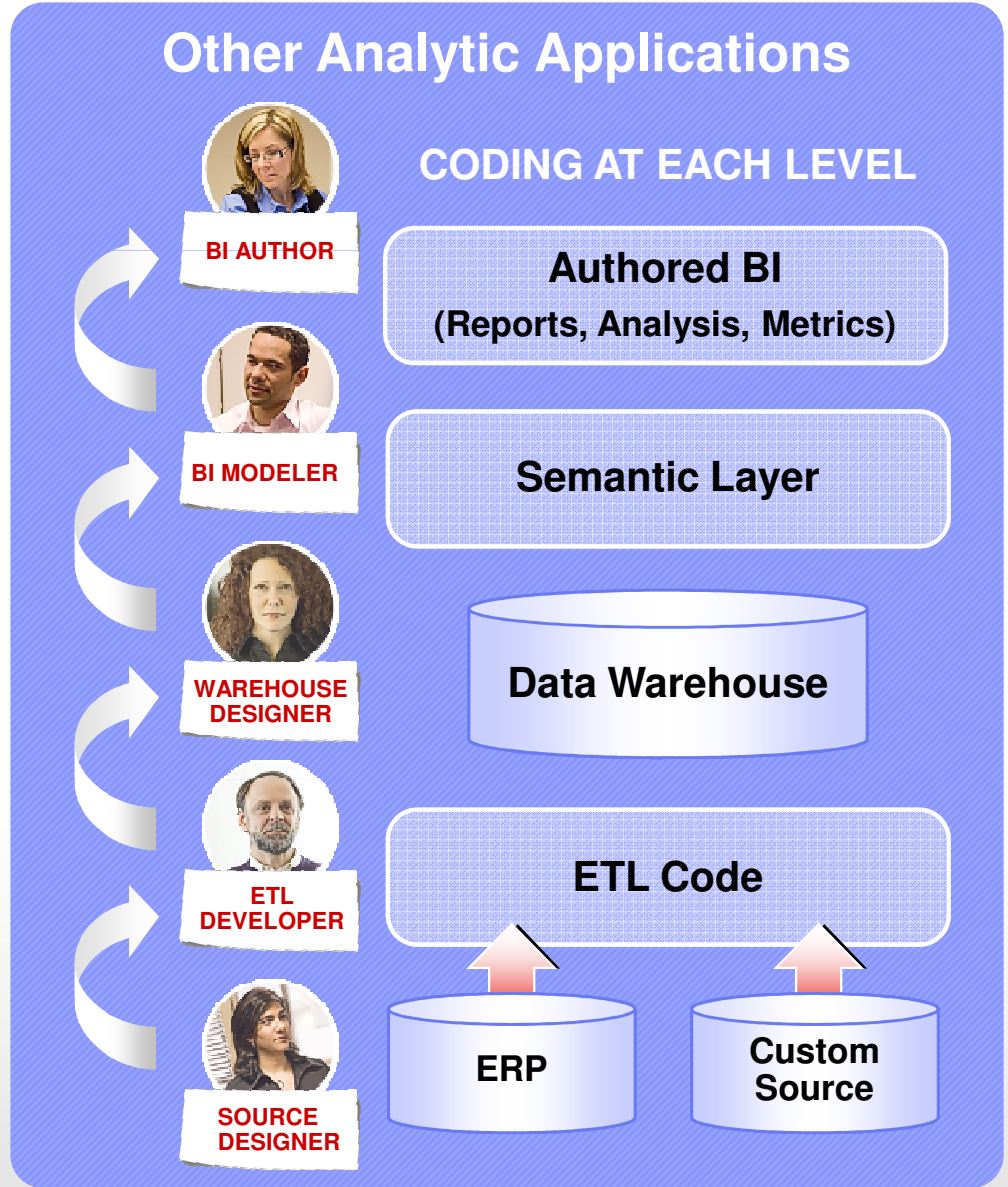 Other Analytic Applications
CODING AT EACH LEVEL
BI AUTHOR
Authored BI
(Reports, Analysis, Metrics)
BI MODELER
Semantic Layer
WAREHOUSE
DESIGNER
Data Warehouse
ETL
DEVELOPER
ETL Code
SOURCE
DESIGNER
ERP
Custom
Source